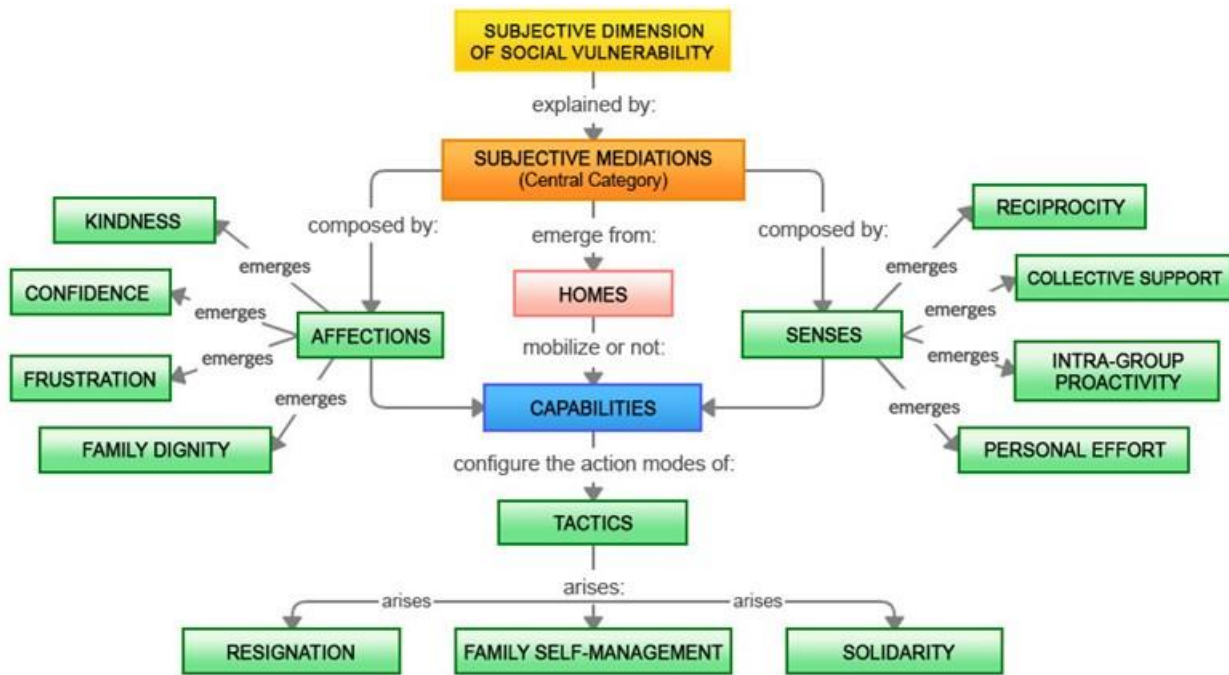 SUBJECTIVE DIMENSION
OF SOCIAL VULNERABILITY
explained by:
SUBJECTIVE MEDIATIONS
(Central Category)
composed by:
emerge from:
composed by:
KINDNESS
emerges
CONFIDENCE
emerges
AFFECTIONS
emerges
FRUSTRATION
emerges
FAMILY DIGNITY
HOMES
mobilize or not:
RECIPROCITY
emerges
COLLECTIVE SUPPORT
emerges
SENSES
emerges
INTRA-GROUP
PROACTIVITY
emerges
PERSONAL EFFORT
CAPABILITIES
configure the action modes of:
TACTICS
arises:
arises
arises
RESIGNATION
FAMILY SELF-MANAGEMENT
SOLIDARITY